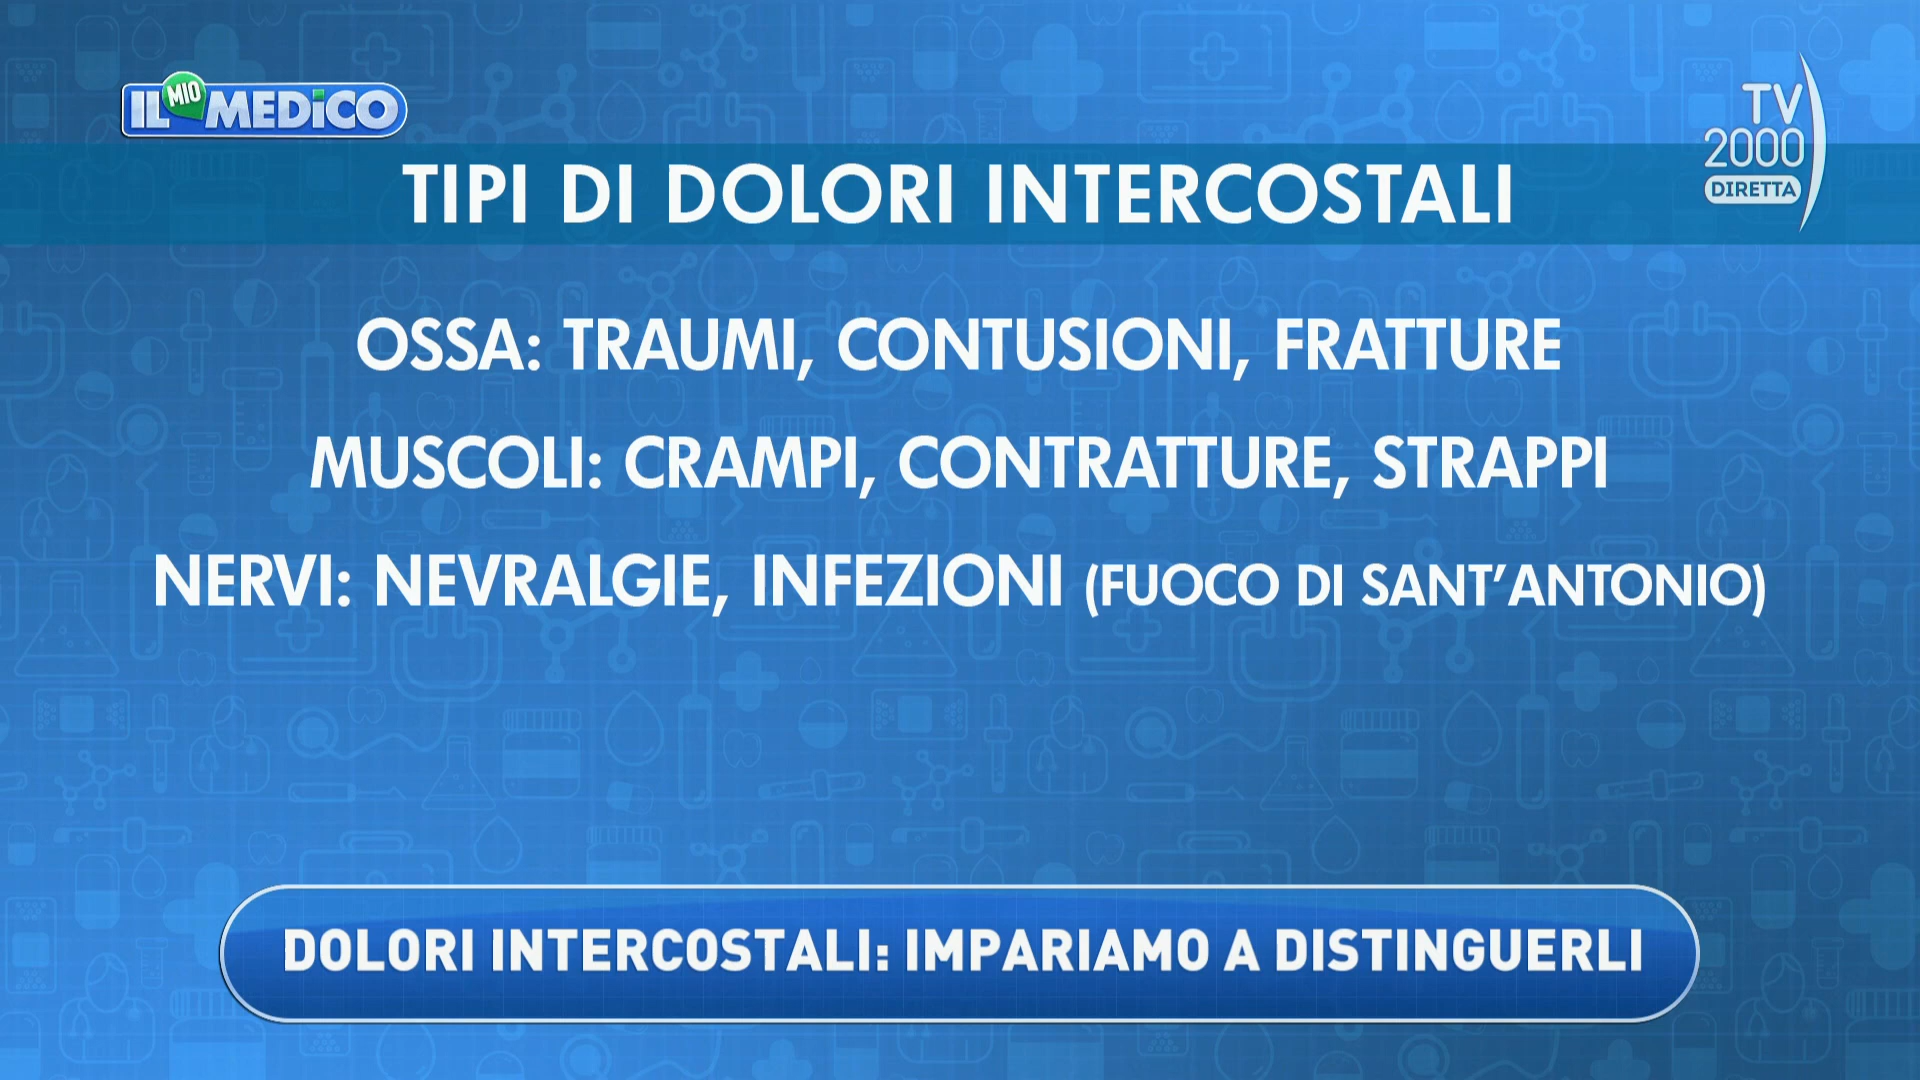 IL MIO MEDICO
TV
2000
DIRETTA
TIPI DI DOLORI INTERCOSTALI
OSSA: TRAUMI, CONTUSIONI, FRATTURE
MUSCOLI: CRAMPI, CONTRATTURE, STRAPPI
NERVI: NEVRALGIE, INFEZIONI (FUOCO DI SANT'ANTONIO)
DOLORI INTERCOSTALI: IMPARIAMO A DISTINGUERLI